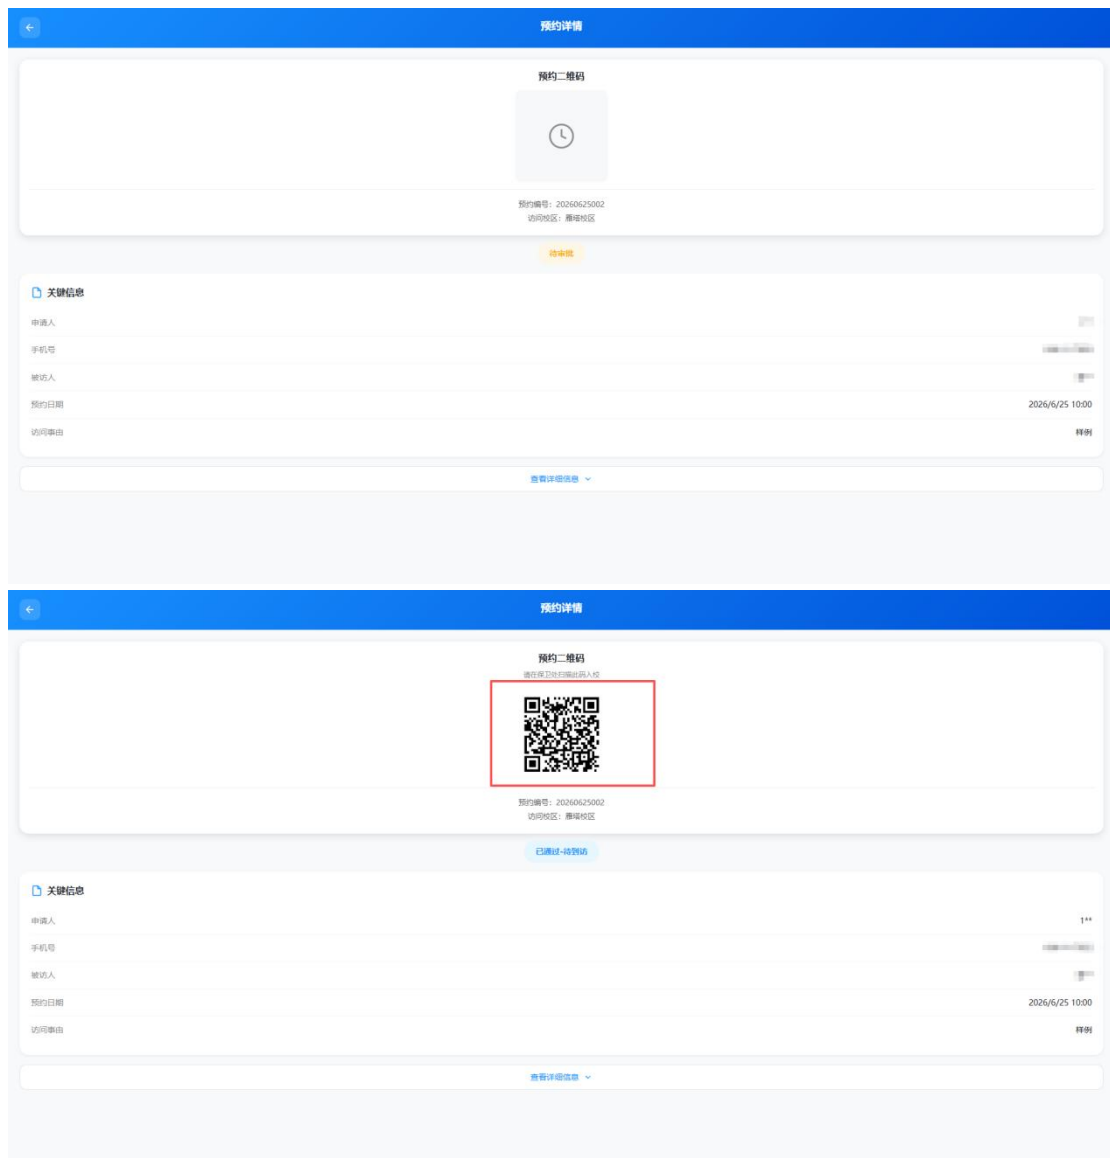 预约详情
预约二维码
预约编号：20260625002
访问校区：雁塔校区
待审批
关键信息
申请人
手机号
被访人
预约日期 2026/6/25 10:00
访问事由 样例
查看详细信息
预约详情
预约二维码
请在保卫处扫描此码入校
预约编号：20260625002
访问校区：雁塔校区
已通过-待到访
关键信息
申请人 1**
手机号
被访人
预约日期 2026/6/25 10:00
访问事由 样例
查看详细信息